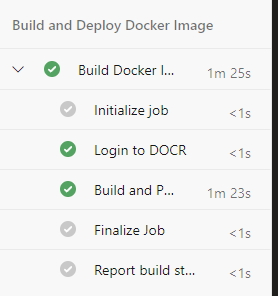 Build and Deploy Docker Image
Build Docker I... 1m 25s
Initialize job <1s
Login to DOCR <1s
Build and P... 1m 23s
Finalize Job <1s
Report build st... <1s